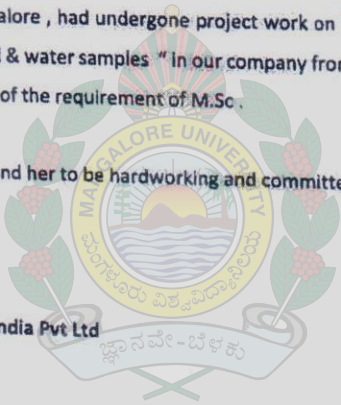 alore , had undergone project work on
& water samples " in our company from
of the requirement of M.Sc .
MANGALORE UNIVERSITY
nd her to be hardworking and committe
ಮಂಗಳೂರು ವಿಶ್ವವಿದ್ಯಾನಿಲಯ
ndia Pvt Ltd
ಜ್ಞಾನವೇ-ಬೆಳಕು